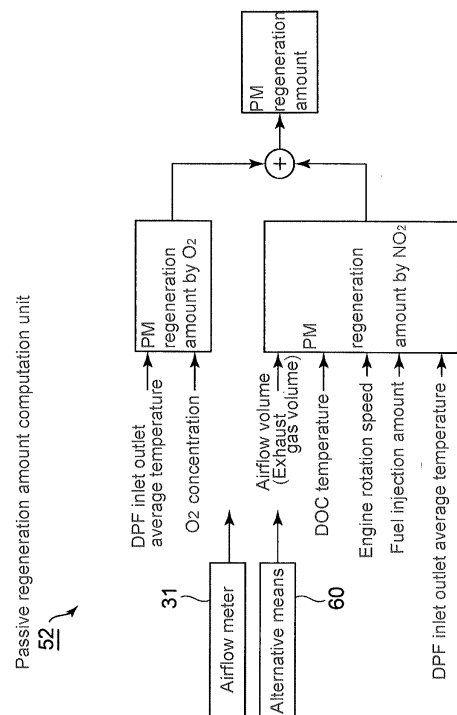 Passive regeneration amount computation unit
52
DPF inlet outlet
average temperature
O2 concentration
PM
regeneration
amount by O2
31
Airflow meter
Alternative means
60
Airflow volume
(Exhaust
gas volume)
DOC temperature
Engine rotation speed
Fuel injection amount
DPF inlet outlet average temperature
PM
regeneration
amount by NO2
+
PM
regeneration
amount